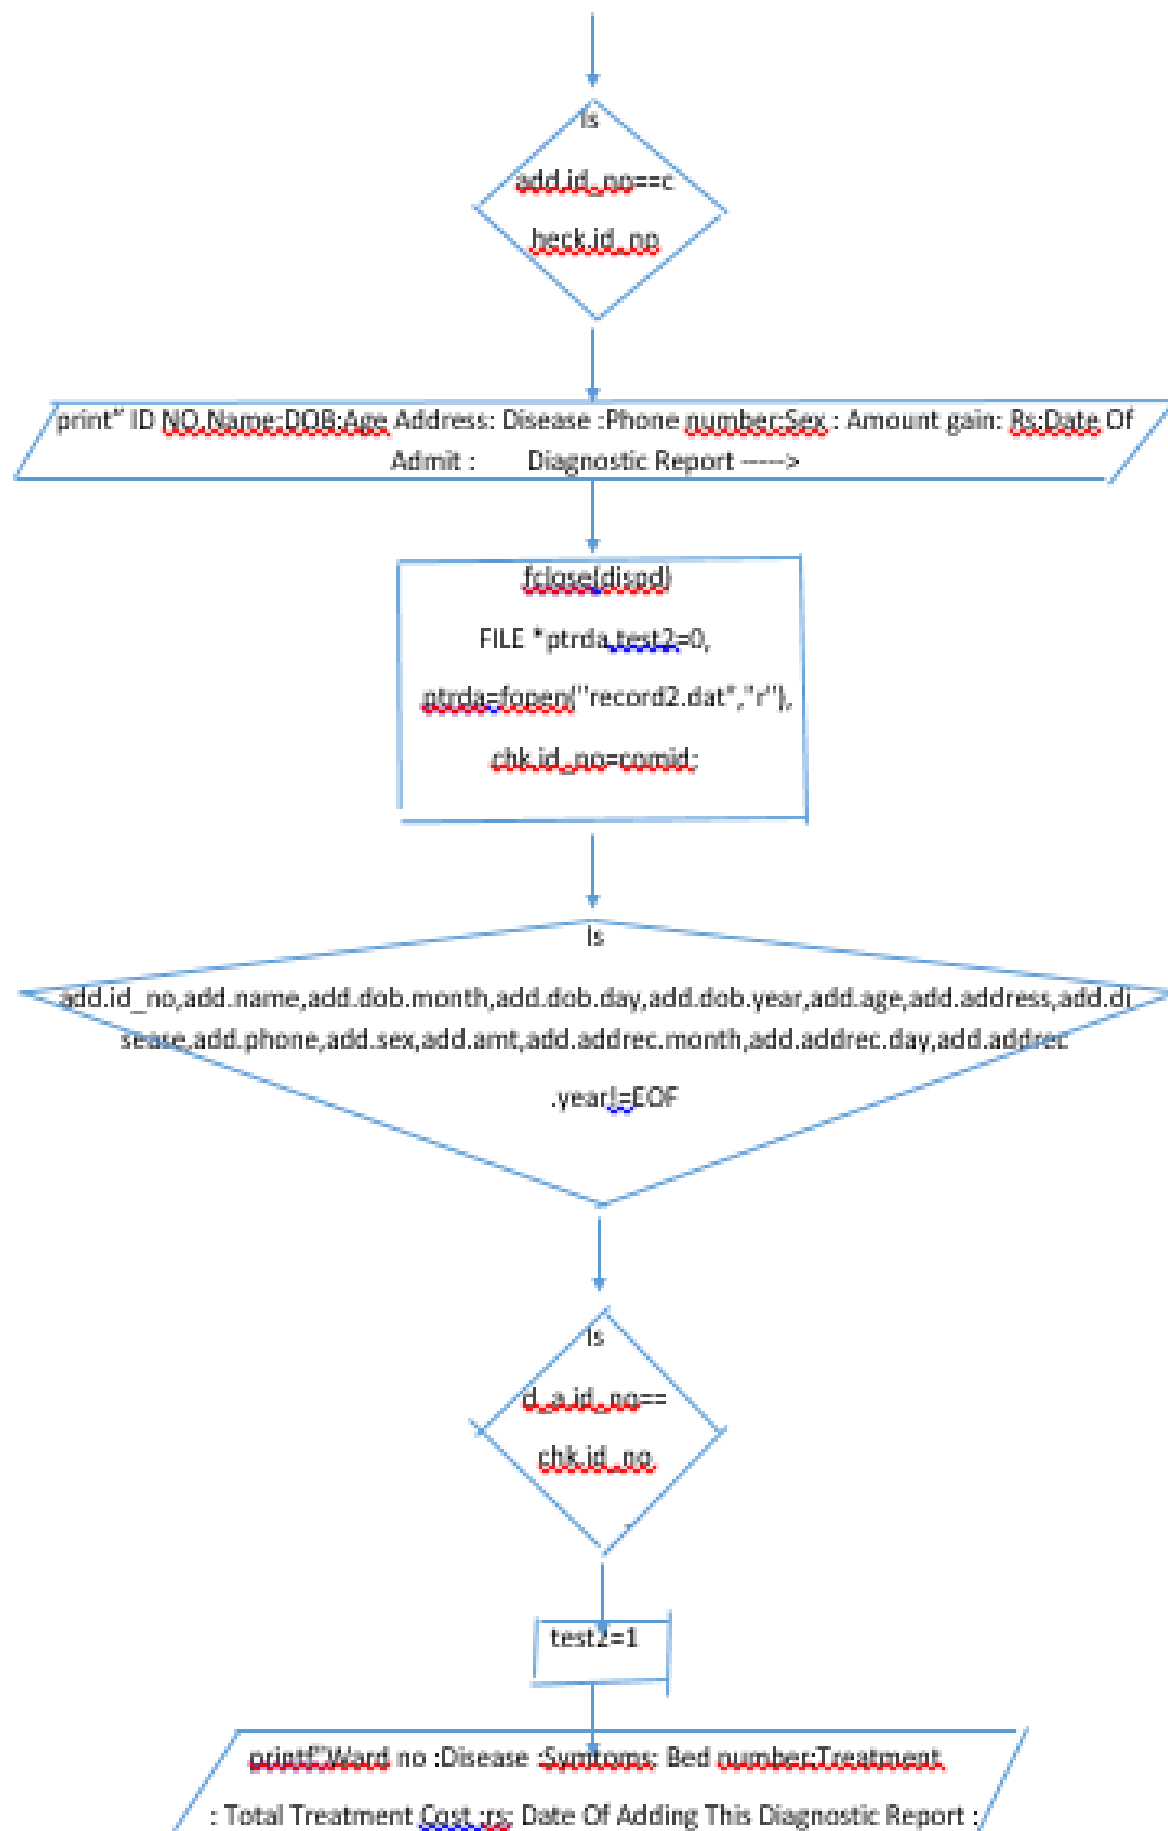 Is
add.id_no==c
heck.id_no
print" ID NO.Name:DOB:Age Address: Disease :Phone number:Sex : Amount gain: Rs:Date Of
Admit : Diagnostic Report ----->
fclose(dispd)
FILE *ptrda,test2=0,
ptrda=fopen("record2.dat","r"),
chk.id_no=comid;
Is
add.id_no,add.name,add.dob.month,add.dob.day,add.dob.year,add.age,add.address,add.di
sease,add.phone,add.sex,add.amt,add.addrec.month,add.addrec.day,add.addrec
.year!=EOF
Is
d_a.id_no==
chk.id_no
test2=1
printf"Ward no :Disease :Symtoms: Bed number:Treatment
: Total Treatment Cost :rs: Date Of Adding This Diagnostic Report :